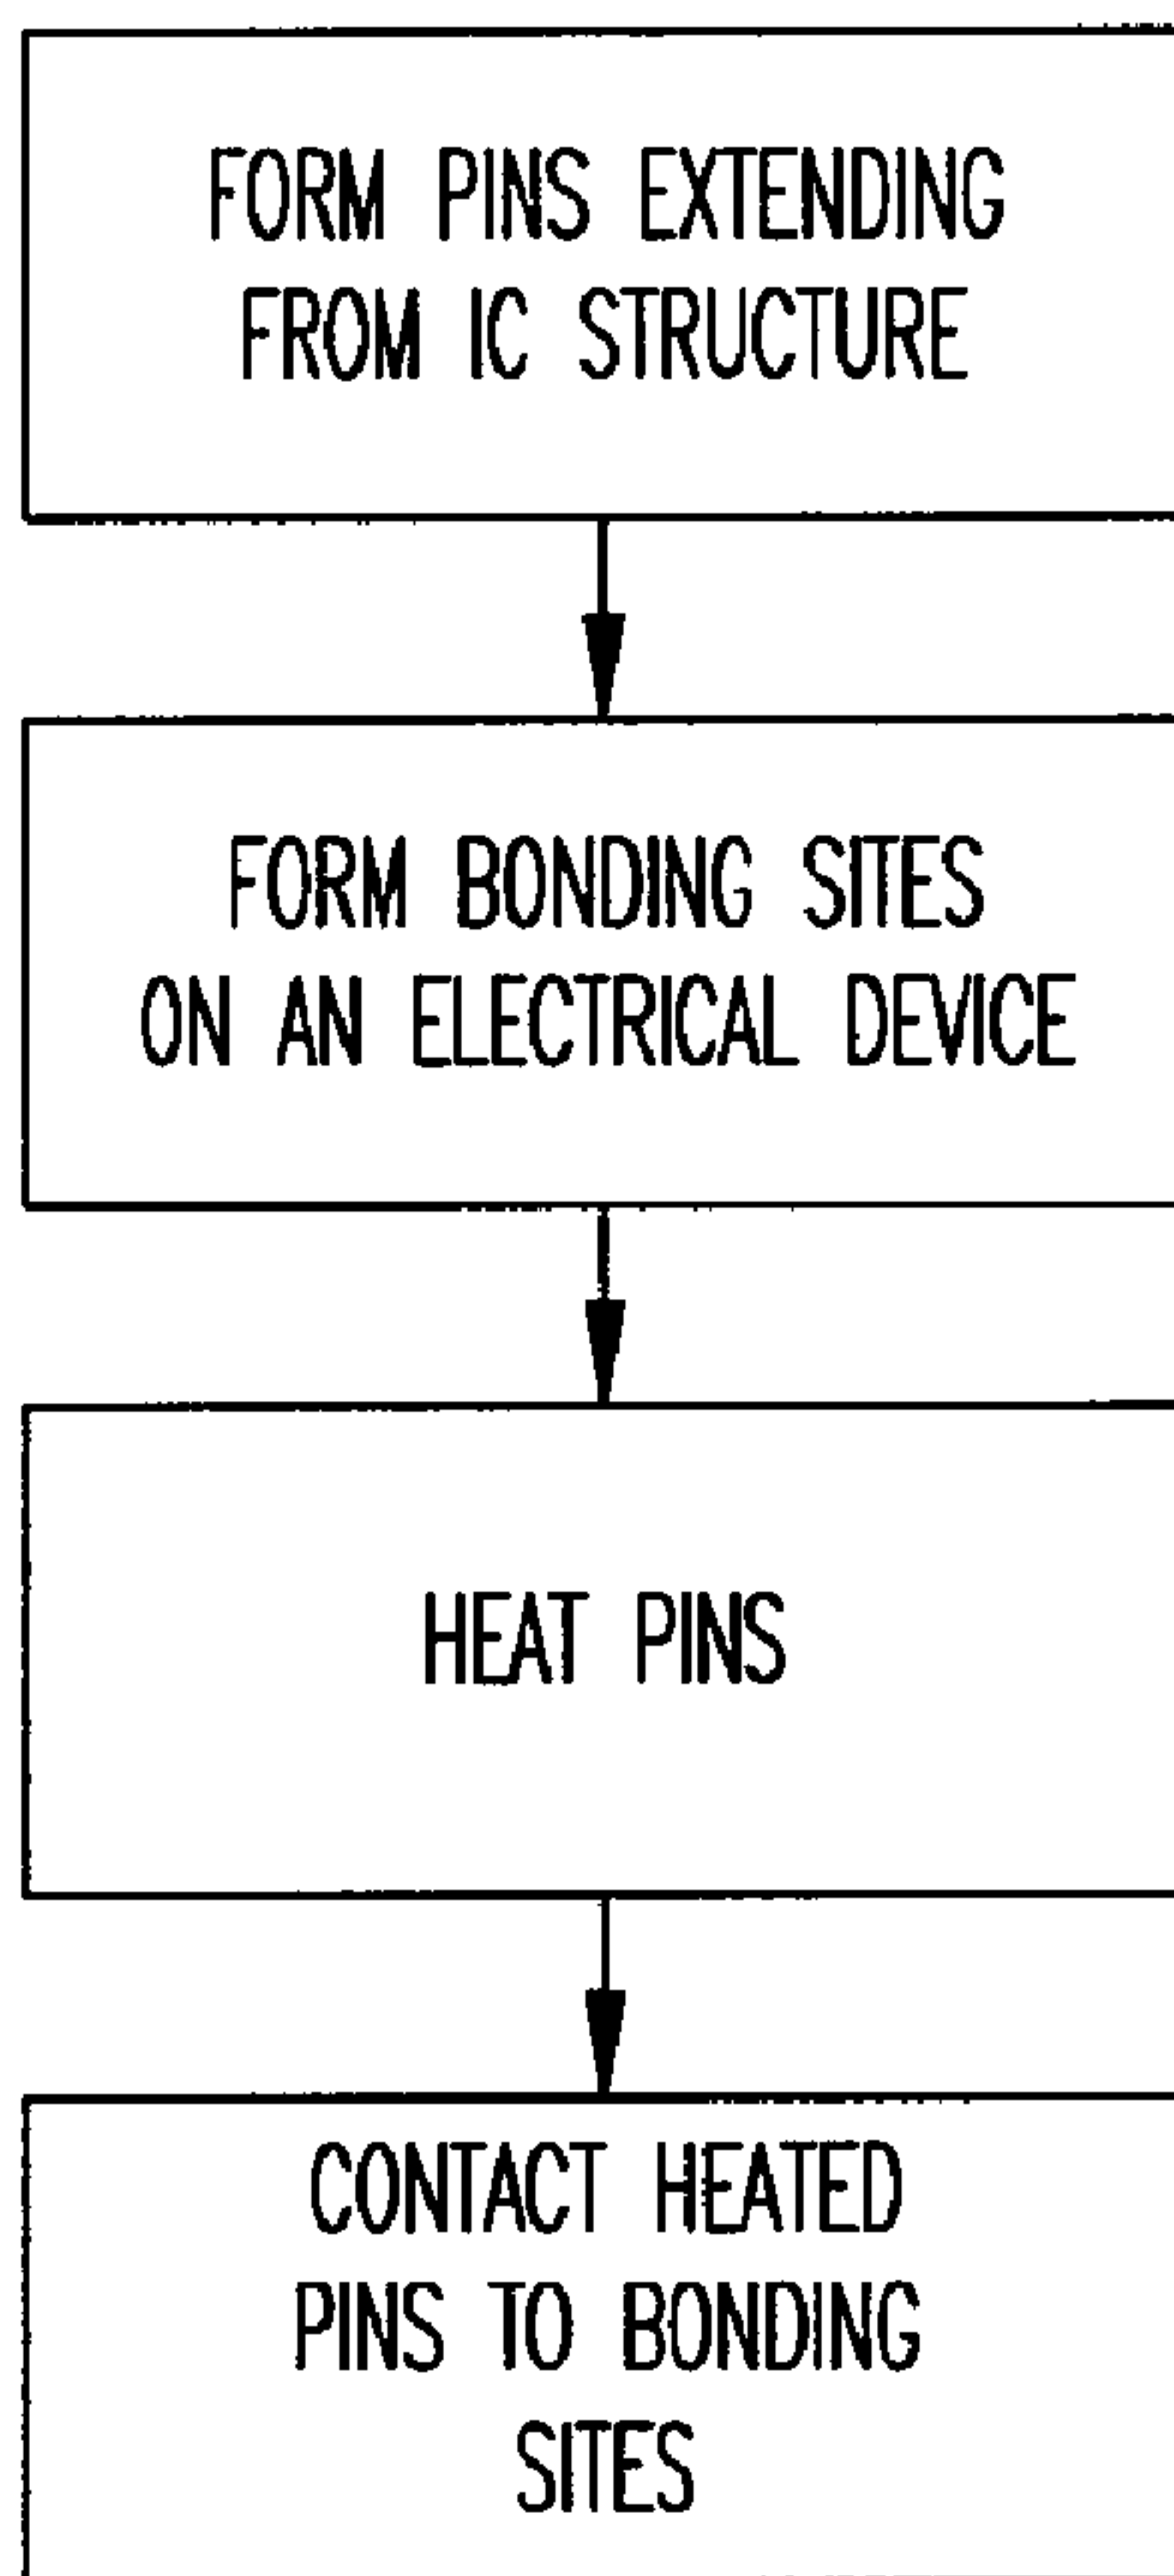 FORM PINS EXTENDING
FROM IC STRUCTURE
FORM BONDING SITES
ON AN ELECTRICAL DEVICE
HEAT PINS
CONTACT HEATED
PINS TO BONDING
SITES